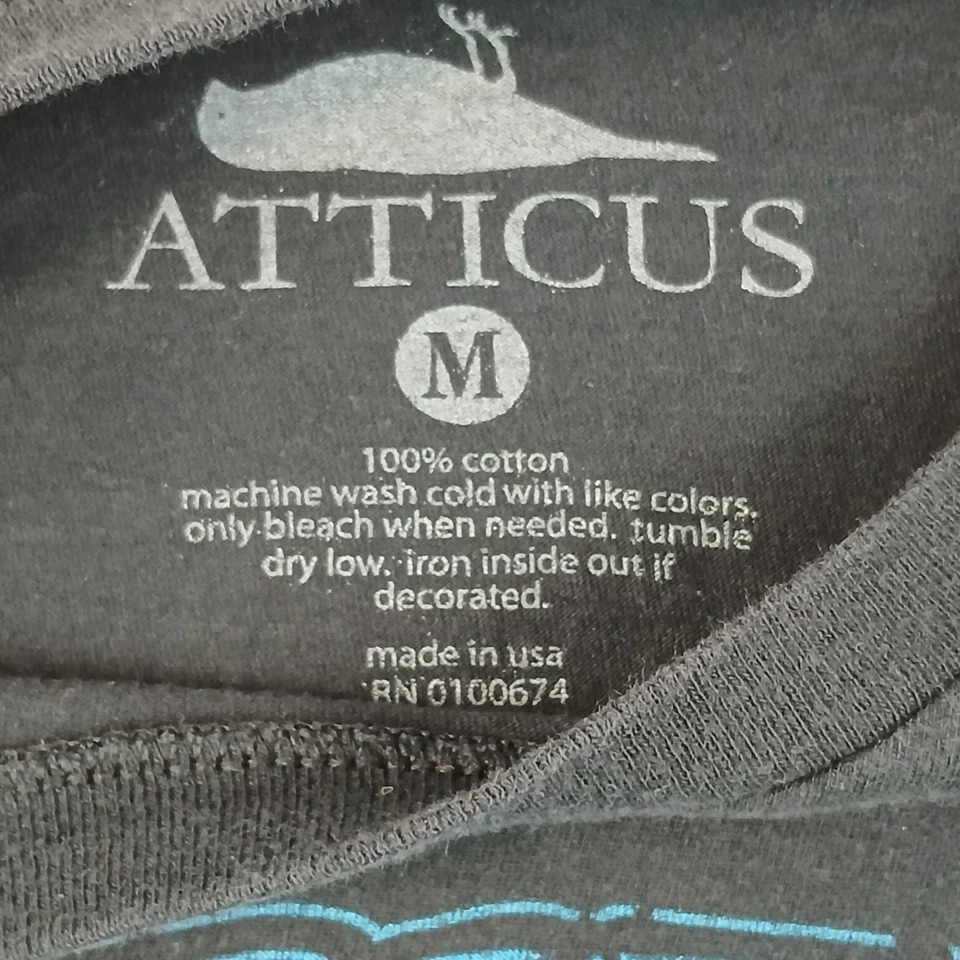 ATTICUS
M
100% cotton
machine wash cold with like colors.
only bleach when needed. tumble
dry low. iron inside out if
decorated.
made in usa
RN 0100674